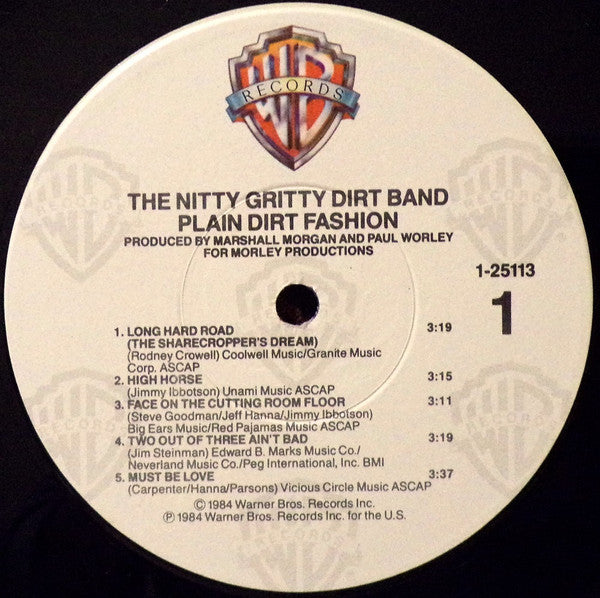 WB
RECORDS
THE NITTY GRITTY DIRT BAND
PLAIN DIRT FASHION
PRODUCED BY MARSHALL MORGAN AND PAUL WORLEY
FOR MORLEY PRODUCTIONS
1-25113
1
1. LONG HARD ROAD 3:19
(THE SHARECROPPER'S DREAM)
(Rodney Crowell) Coolwell Music/Granite Music
Corp. ASCAP
2. HIGH HORSE 3:15
(Jimmy Ibbotson) Unami Music ASCAP
3. FACE ON THE CUTTING ROOM FLOOR 3:11
(Steve Goodman/Jeff Hanna/Jimmy Ibbotson)
Big Ears Music/Red Pajamas Music ASCAP
4. TWO OUT OF THREE AIN'T BAD 3:19
(Jim Steinman) Edward B. Marks Music Co./
Neverland Music Co./Peg International, Inc. BMI
5. MUST BE LOVE 3:37
(Carpenter/Hanna/Parsons) Vicious Circle Music ASCAP
© 1984 Warner Bros. Records Inc.
℗ 1984 Warner Bros. Records Inc. for the U.S.